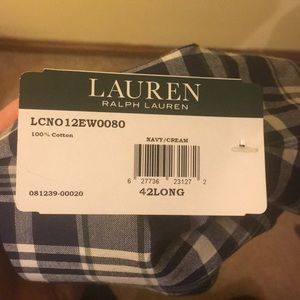 LAUREN
RALPH LAUREN
LCNO12EW0080
100% Cotton
NAVY/CREAM
6 27736 23127 2
081239-00020
42LONG